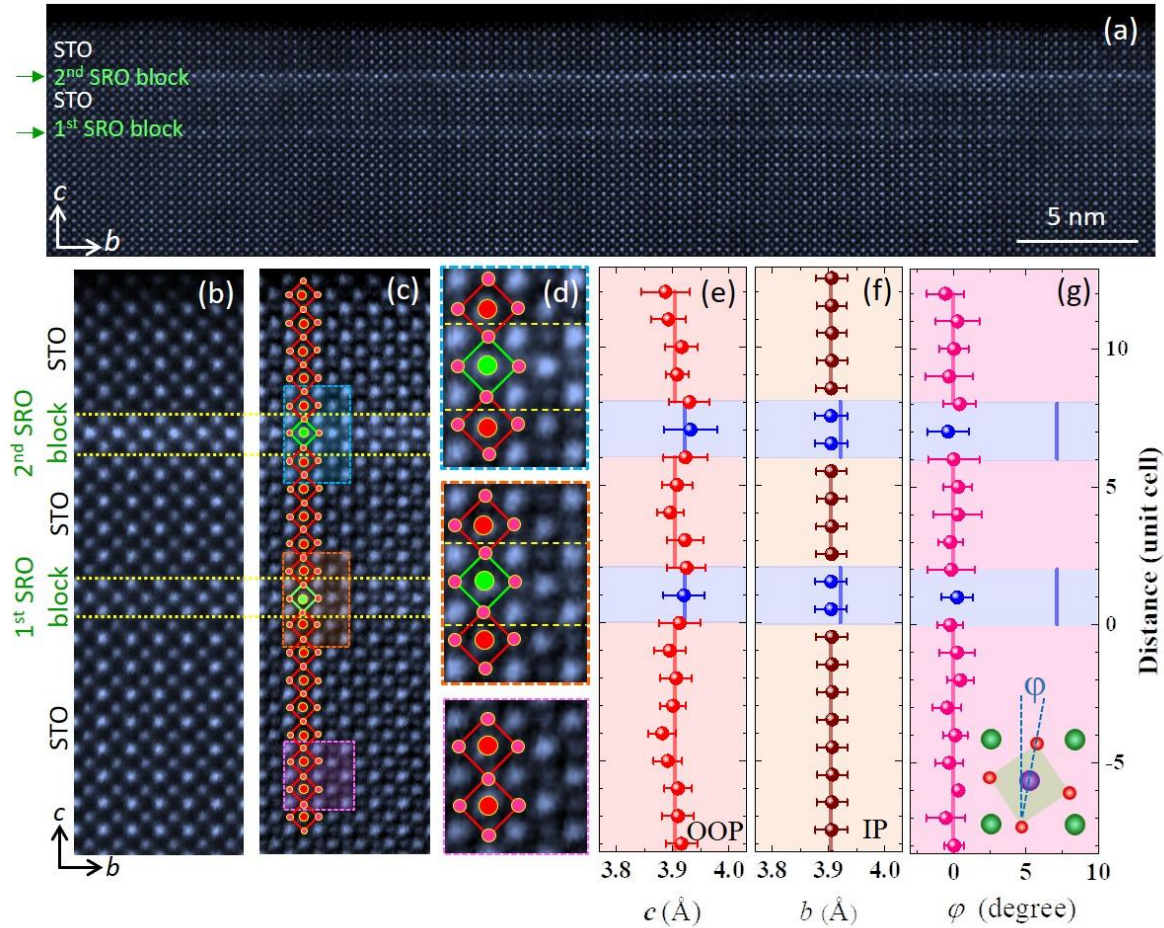 (a)
STO
2nd SRO block
STO
1st SRO block
c
b
5 nm
(b)
(c)
(d)
(e)
(f)
(g)
STO
2nd SRO
block
STO
1st SRO
block
STO
c
b
OOP
IP
φ
10
5
0
-5
Distance (unit cell)
3.8 3.9 4.0
3.8 3.9 4.0
0 5 10
c (Å)
b (Å)
φ (degree)